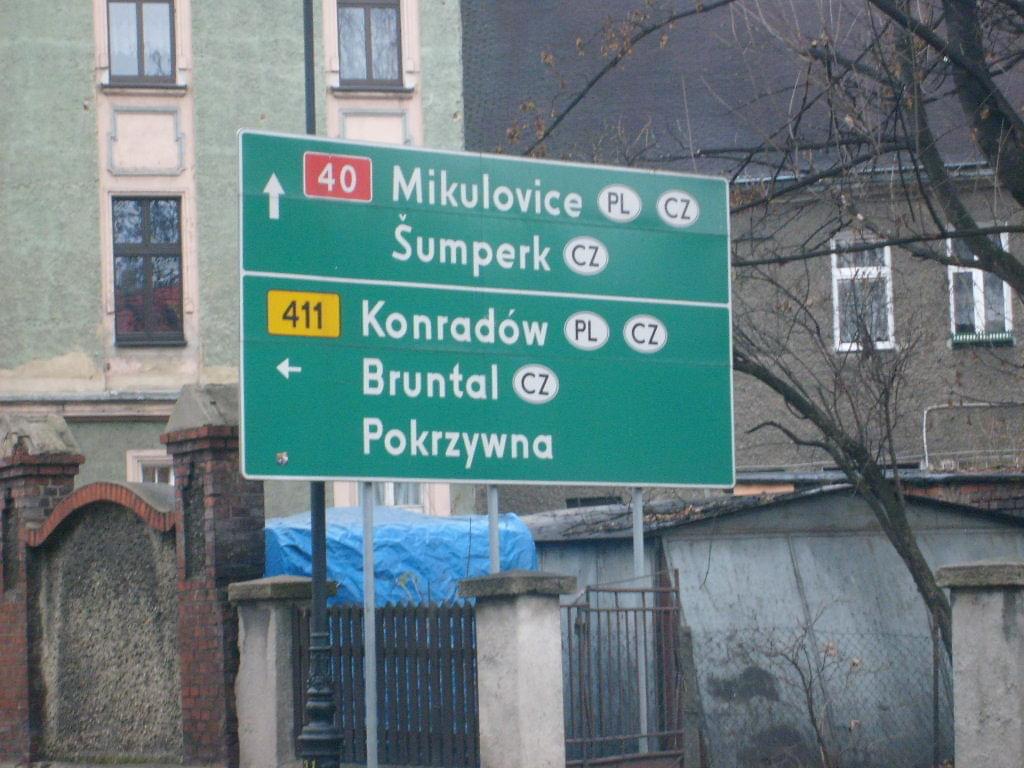 40 Mikulovice PL CZ
Šumperk CZ
411 Konradów PL CZ
Bruntal CZ
Pokrzywna